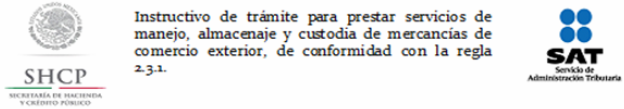 Instructivo de trámite para prestar servicios de
manejo, almacenaje y custodia de mercancías de
comercio exterior, de conformidad con la regla
2.3.1.
SHCP
SECRETARÍA DE HACIENDA
Y CRÉDITO PÚBLICO
SAT
Servicio de
Administración Tributaria